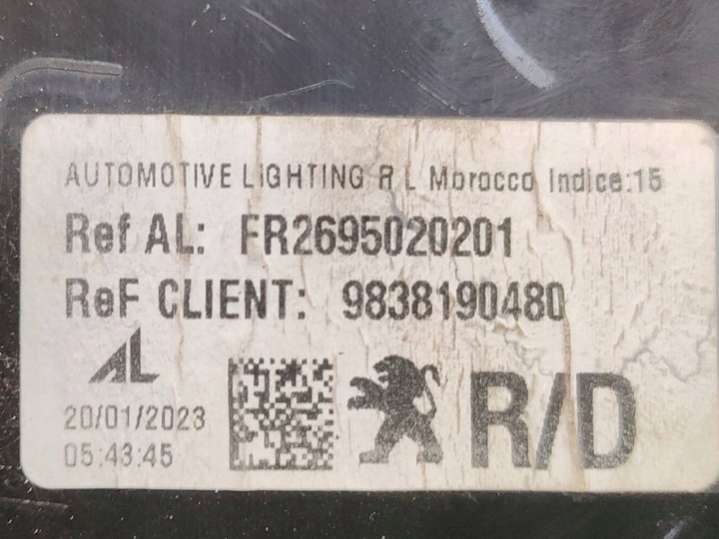 AUTOMOTIVE LIGHTING R L Morocco Indice:15
Ref AL: FR2695020201
ReF CLIENT: 9838190480
AL
20/01/2023
05:43:45
R/D